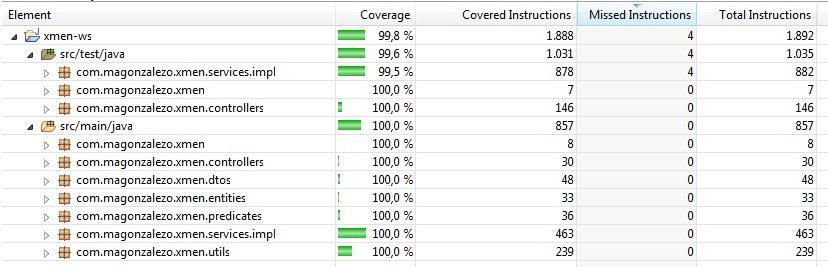 Element Coverage Covered Instructions Missed Instructions Total Instructions
xmen-ws 99,8 % 1.888 4 1.892
src/test/java 99,6 % 1.031 4 1.035
com.magonzalezo.xmen.services.impl 99,5 % 878 4 882
com.magonzalezo.xmen 100,0 % 7 0 7
com.magonzalezo.xmen.controllers 100,0 % 146 0 146
src/main/java 100,0 % 857 0 857
com.magonzalezo.xmen 100,0 % 8 0 8
com.magonzalezo.xmen.controllers 100,0 % 30 0 30
com.magonzalezo.xmen.dtos 100,0 % 48 0 48
com.magonzalezo.xmen.entities 100,0 % 33 0 33
com.magonzalezo.xmen.predicates 100,0 % 36 0 36
com.magonzalezo.xmen.services.impl 100,0 % 463 0 463
com.magonzalezo.xmen.utils 100,0 % 239 0 239